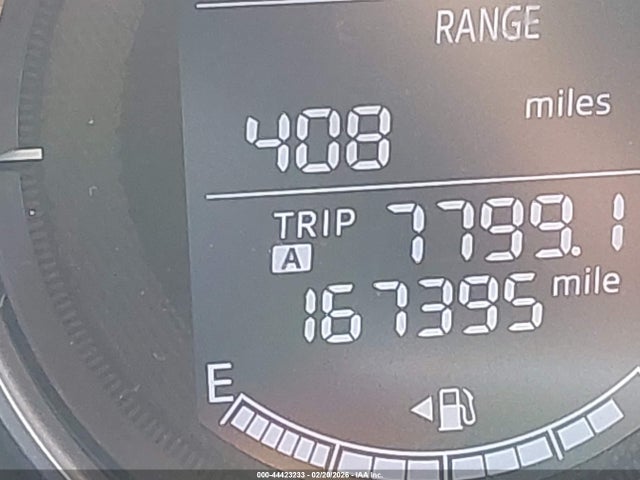 RANGE
408 miles
TRIP A 7799.1
167395 mile
E
000-44423233 - 02/20/2026 - IAA Inc.